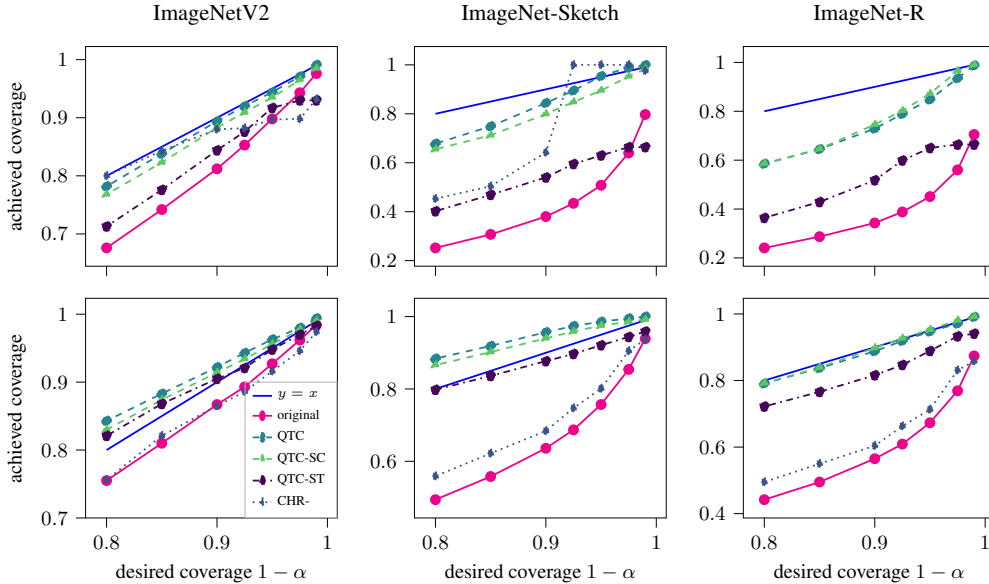 ImageNetV2
ImageNet-Sketch
ImageNet-R
achieved coverage
1
0.9
0.8
0.7
1
0.8
0.6
0.4
0.2
1
0.8
0.6
0.4
0.2
achieved coverage
1
0.9
0.8
0.7
y = x
original
QTC
QTC-SC
QTC-ST
CHR-
0.8 0.9 1
desired coverage 1 − α
1
0.8
0.6
0.8 0.9 1
desired coverage 1 − α
1
0.8
0.6
0.4
0.8 0.9 1
desired coverage 1 − α